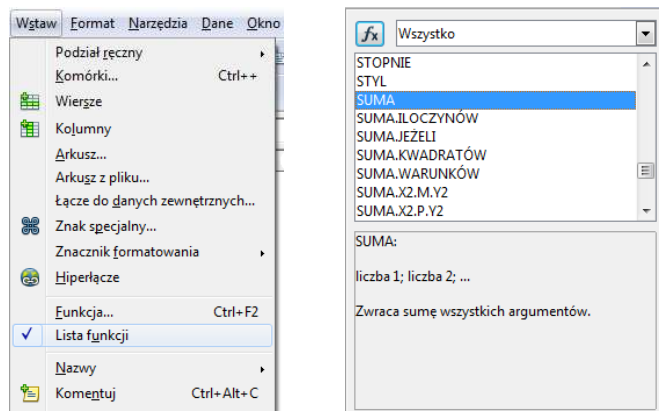 Wstaw Format Narzędzia Dane Okno
Podział ręczny
Komórki... Ctrl++
Wiersze
Kolumny
Arkusz...
Arkusz z pliku...
Łącze do danych zewnętrznych...
Znak specjalny...
Znacznik formatowania
Hiperłącze
Funkcja... Ctrl+F2
Lista funkcji
Nazwy
Komentuj Ctrl+Alt+C
fx Wszystko
STOPNIE
STYL
SUMA
SUMA.ILOCZYNÓW
SUMA.JEŻELI
SUMA.KWADRATÓW
SUMA.WARUNKÓW
SUMA.X2.M.Y2
SUMA.X2.P.Y2
SUMA:
liczba 1; liczba 2; ...
Zwraca sumę wszystkich argumentów.